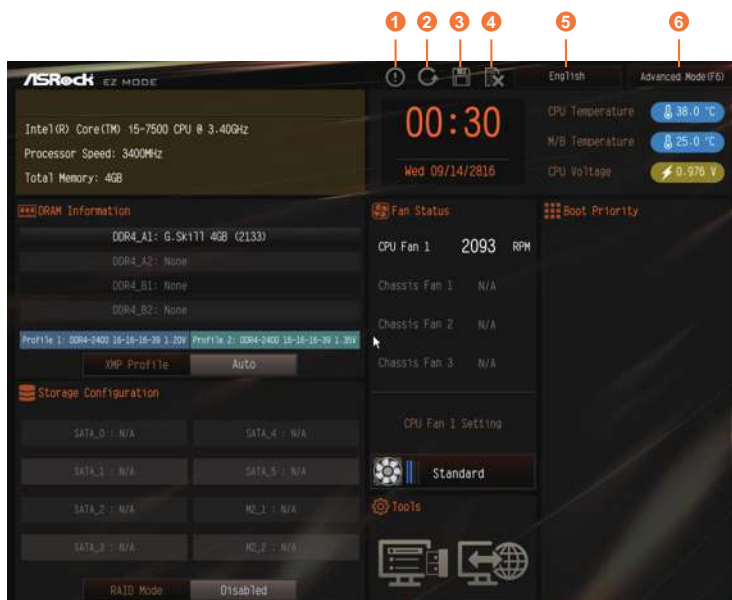 1 2 3 4 5 6
ASRock EZ MODE
English
Advanced Mode(F6)
Intel(R) Core(TM) i5-7500 CPU @ 3.40GHz
Processor Speed: 3400MHz
Total Memory: 4GB
00:30
Wed 09/14/2816
CPU Temperature 38.0 °C
M/B Temperature 25.0 °C
CPU Voltage 0.976 V
DRAM Information
DDR4_A1: G.Skill 4GB (2133)
DDR4_A2: None
DDR4_B1: None
DDR4_B2: None
Profile 1: DDR4-2400 16-16-16-39 1.20V Profile 2: DDR4-2400 16-16-16-39 1.35V
XMP Profile Auto
Storage Configuration
SATA_0 : N/A SATA_4 : N/A
SATA_1 : N/A SATA_5 : N/A
SATA_2 : N/A M2_1 : N/A
SATA_3 : N/A M2_2 : N/A
RAID Mode Disabled
Fan Status
CPU Fan 1 2093 RPM
Chassis Fan 1 N/A
Chassis Fan 2 N/A
Chassis Fan 3 N/A
CPU Fan 1 Setting
Standard
Tools
Boot Priority